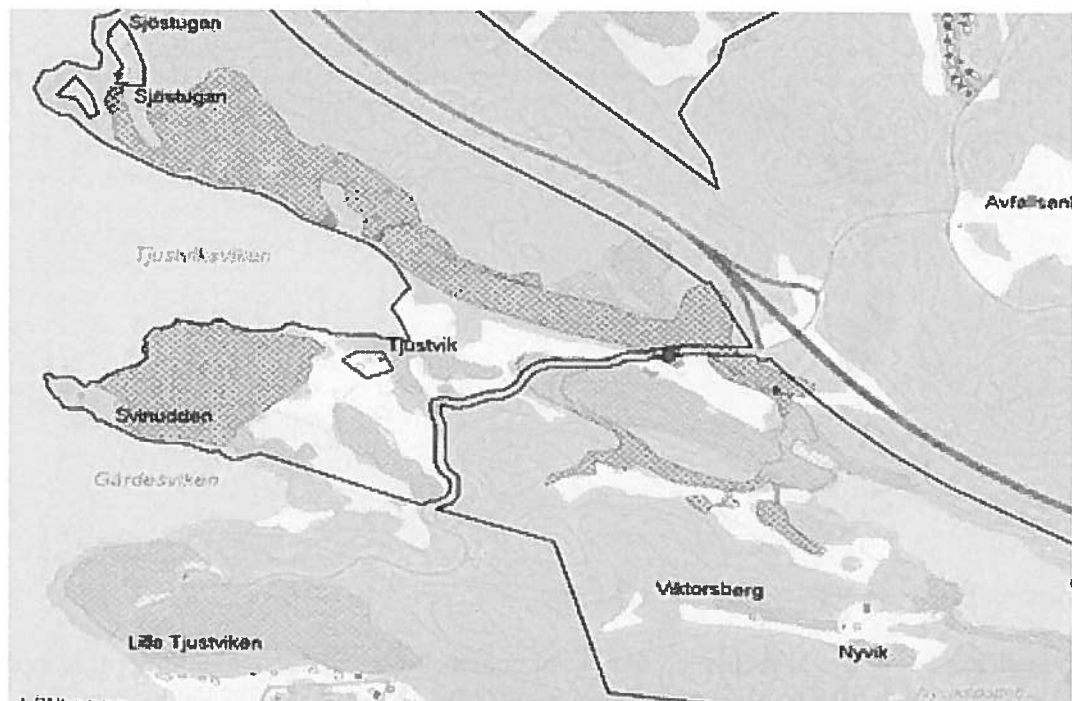 Sjöstugan
Sjöstugan
Tjustviksviken
Tjustvik
Svinudden
Gärdesviken
Viktorsberg
Nyvik
Lilla Tjustviken